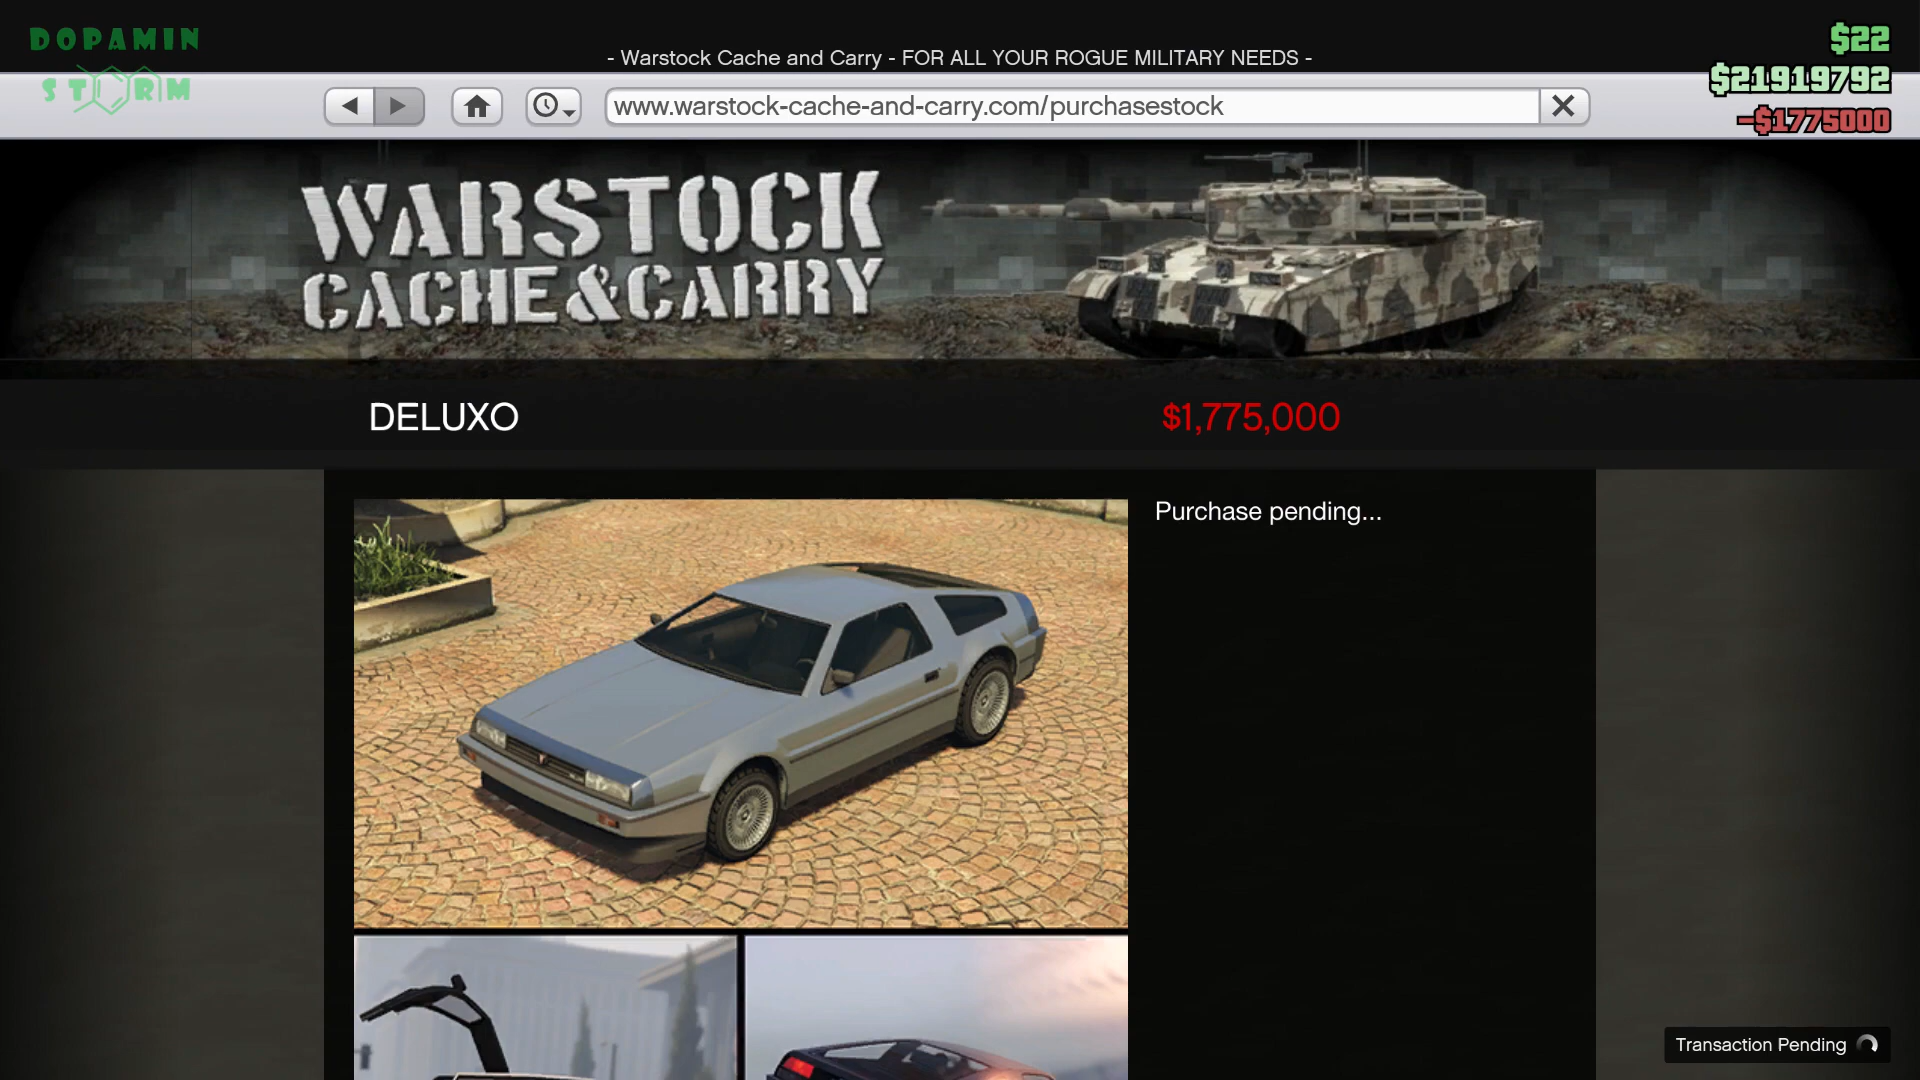 DOPAMIN
STORM
- Warstock Cache and Carry - FOR ALL YOUR ROGUE MILITARY NEEDS -
$22
$21919792
-$1775000
www.warstock-cache-and-carry.com/purchasestock
WARSTOCK
CACHE & CARRY
DELUXO
$1,775,000
Purchase pending...
Transaction Pending